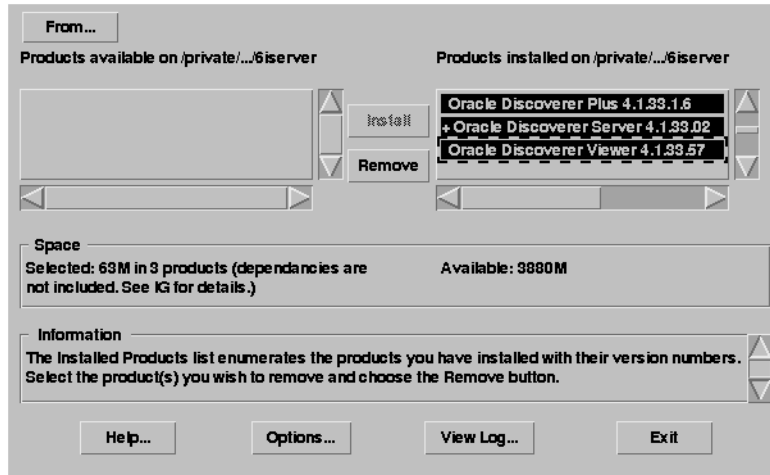 From...
Products available on /private/.../6iserver
Products installed on /private/.../6iserver
Install
Remove
Oracle Discoverer Plus 4.1.33.1.6
+ Oracle Discoverer Server 4.1.33.02
Oracle Discoverer Viewer 4.1.33.57
Space
Selected: 63M in 3 products (dependancies are
not included. See IG for details.)
Available: 3880M
Information
The Installed Products list enumerates the products you have installed with their version numbers.
Select the product(s) you wish to remove and choose the Remove button.
Help...
Options...
View Log...
Exit